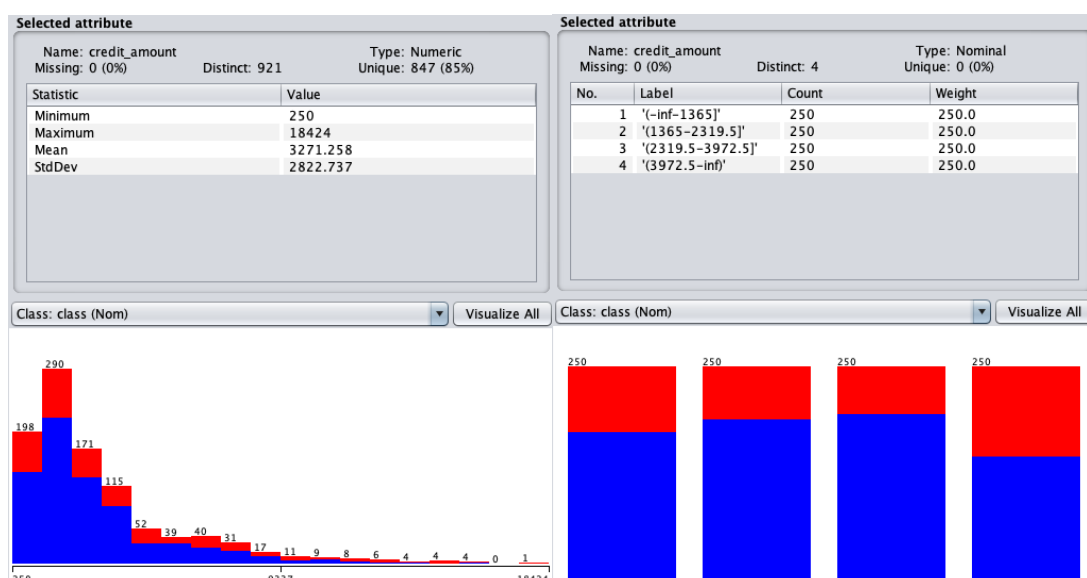 Selected attribute
Name: credit_amount Type: Numeric
Missing: 0 (0%) Distinct: 921 Unique: 847 (85%)
Statistic Value
Minimum 250
Maximum 18424
Mean 3271.258
StdDev 2822.737
Class: class (Nom) Visualize All
290
198
171
115
52
39
40
31
17
11
9
8
6
4
4
4
0
1
Selected attribute
Name: credit_amount Type: Nominal
Missing: 0 (0%) Distinct: 4 Unique: 0 (0%)
No. Label Count Weight
1 '(-inf-1365]' 250 250.0
2 '(1365-2319.5]' 250 250.0
3 '(2319.5-3972.5]' 250 250.0
4 '(3972.5-inf)' 250 250.0
Class: class (Nom) Visualize All
250 250 250 250